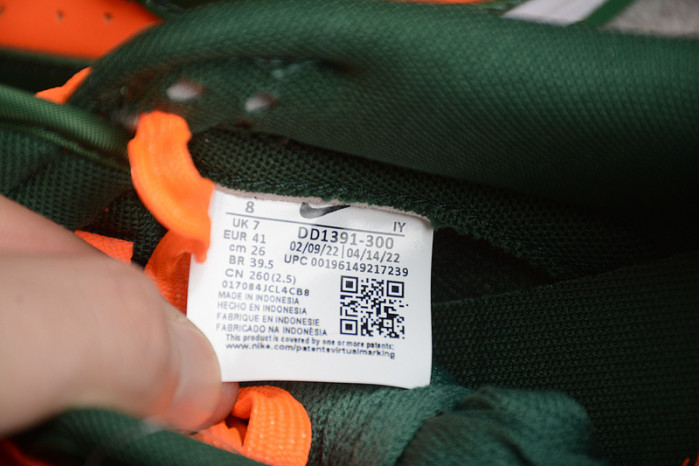 8 IY
UK 7 DD1391-300
EUR 41 02/09/22 | 04/14/22
cm 26 UPC 00196149217239
BR 39.5
CN 260(2.5)
017084JCL4CB8
MADE IN INDONESIA
HECHO EN INDONESIA
FABRIQUE EN INDONESIE
FABRICADO NA INDONÉSIA
This product is covered by one or more patents:
www.nike.com/patentsvirtualmarking